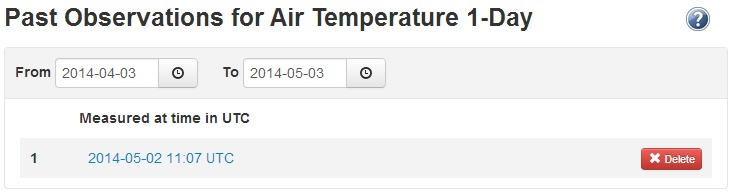 Past Observations for Air Temperature 1-Day ?
From 2014-04-03 To 2014-05-03
Measured at time in UTC
1 2014-05-02 11:07 UTC Delete